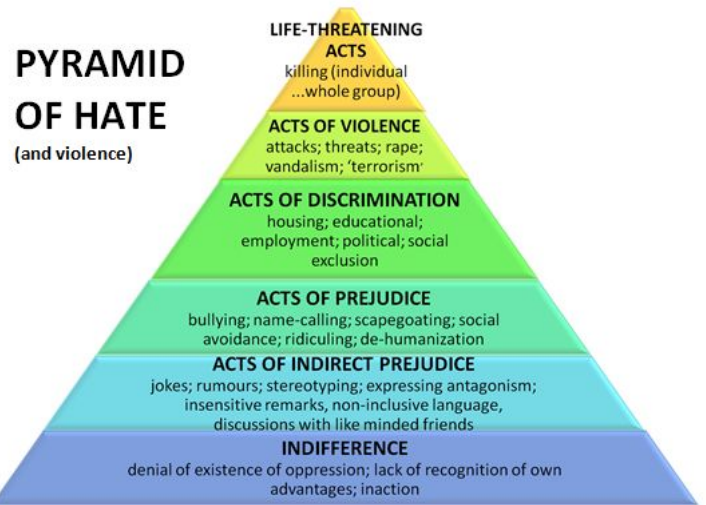 PYRAMID
OF HATE
(and violence)
LIFE-THREATENING
ACTS
killing (individual
...whole group)
ACTS OF VIOLENCE
attacks; threats; rape;
vandalism; ‘terrorism’
ACTS OF DISCRIMINATION
housing; educational;
employment; political; social
exclusion
ACTS OF PREJUDICE
bullying; name-calling; scapegoating; social
avoidance; ridiculing; de-humanization
ACTS OF INDIRECT PREJUDICE
jokes; rumours; stereotyping; expressing antagonism;
insensitive remarks, non-inclusive language,
discussions with like minded friends
INDIFFERENCE
denial of existence of oppression; lack of recognition of own
advantages; inaction